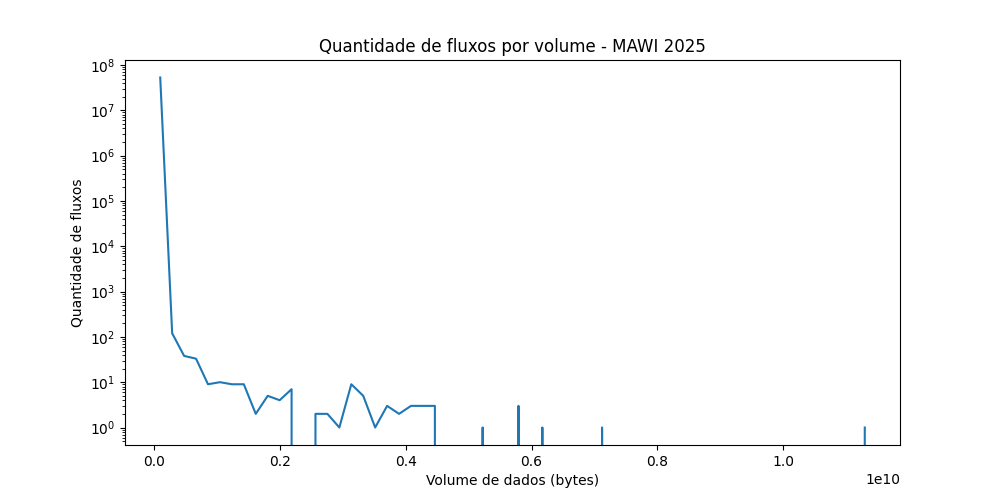 Quantidade de fluxos por volume - MAWI 2025
10^8
10^7
10^6
10^5
10^4
10^3
10^2
10^1
10^0
Quantidade de fluxos
0.0 0.2 0.4 0.6 0.8 1.0
1e10
Volume de dados (bytes)